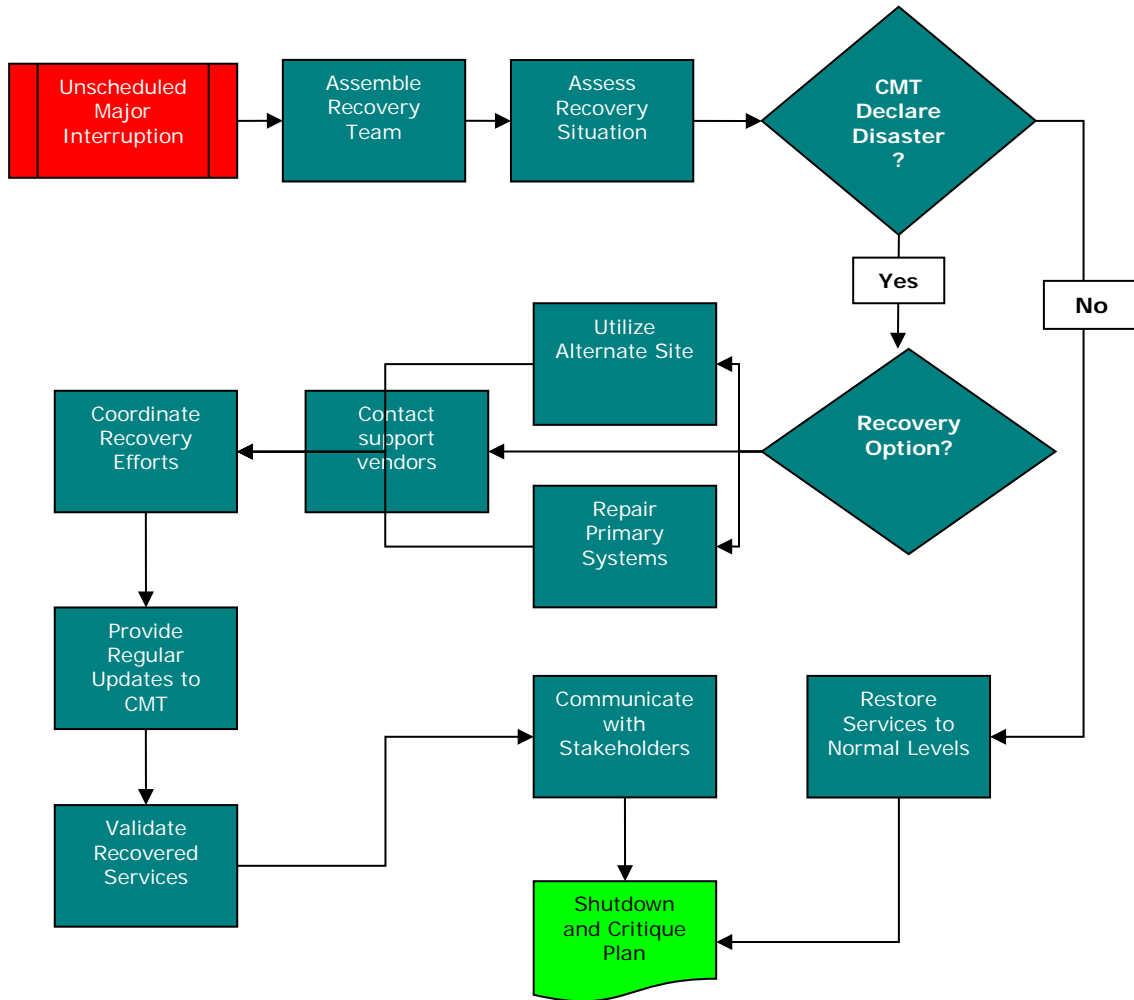 Unscheduled
Major
Interruption
Assemble
Recovery
Team
Assess
Recovery
Situation
CMT
Declare
Disaster
?
Yes
No
Utilize
Alternate Site
Coordinate
Recovery
Efforts
Contact
support
vendors
Recovery
Option?
Repair
Primary
Systems
Provide
Regular
Updates to
CMT
Communicate
with
Stakeholders
Restore
Services to
Normal Levels
Validate
Recovered
Services
Shutdown
and Critique
Plan